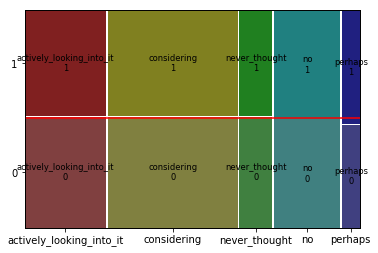 1
actively_looking_into_it
1
considering
1
never_thought
1
no
1
perhaps
1
0
actively_looking_into_it
0
considering
0
never_thought
0
no
0
perhaps
0
actively_looking_into_it
considering
never_thought
no
perhaps